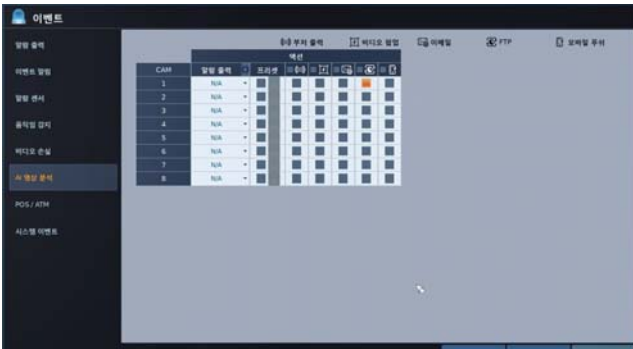 이벤트
알람 출력
이벤트 알림
알람 센서
움직임 감지
비디오 손실
AI 영상 분석
POS / ATM
시스템 이벤트
부저 출력 비디오 팝업 이메일 FTP 모바일 푸쉬
액션
CAM 알람 출력 프리셋
1 N/A
2 N/A
3 N/A
4 N/A
5 N/A
6 N/A
7 N/A
8 N/A